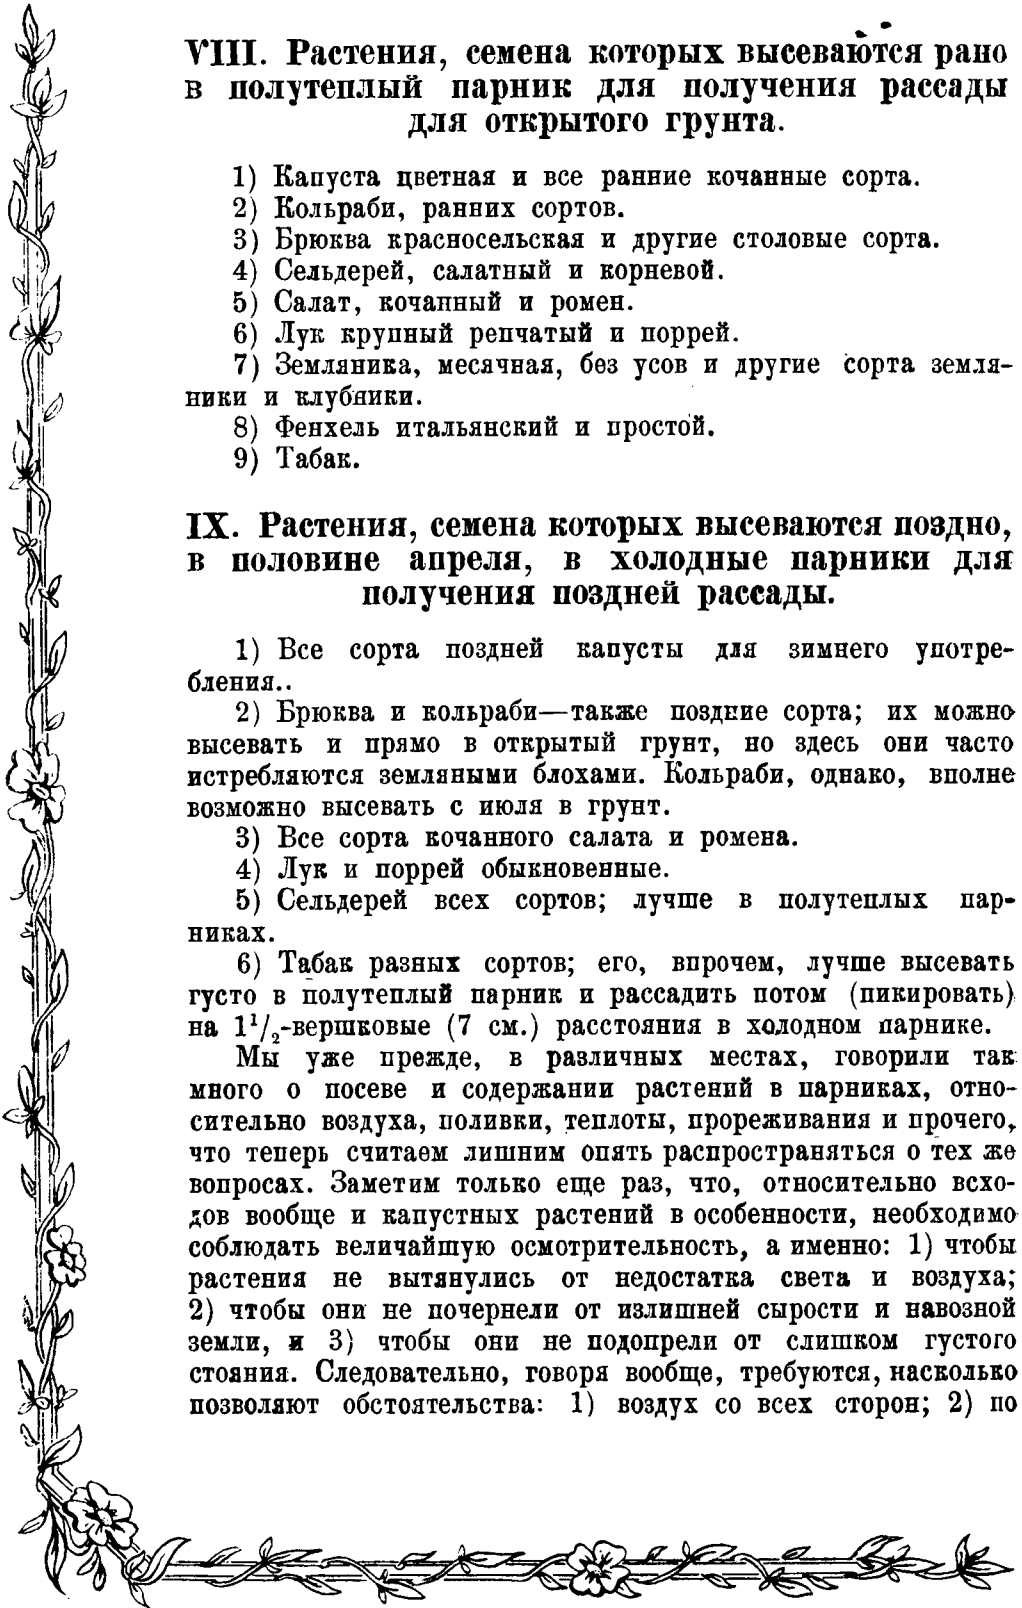 VIII. Растения, семена которых высеваются рано
в полутеплый парник для получения рассады
для открытого грунта.
1) Капуста цветная и все ранние кочанные сорта.
2) Кольраби, ранних сортов.
3) Брюква красносельская и другие столовые сорта.
4) Сельдерей, салатный и корневой.
5) Салат, кочанный и ромен.
6) Лук крупный репчатый и поррей.
7) Земляника, месячная, без усов и другие сорта земля-
ники и клубники.
8) Фенхель итальянский и простой.
9) Табак.
IX. Растения, семена которых высеваются поздно,
в половине апреля, в холодные парники для
получения поздней рассады.
1) Все сорта поздней капусты для зимнего употре-
бления..
2) Брюква и кольраби—также поздние сорта; их можно
высевать и прямо в открытый грунт, но здесь они часто
истребляются земляными блохами. Кольраби, однако, вполне
возможно высевать с июля в грунт.
3) Все сорта кочанного салата и ромена.
4) Лук и поррей обыкновенные.
5) Сельдерей всех сортов; лучше в полутеплых пар-
никах.
6) Табак разных сортов; его, впрочем, лучше высевать
густо в полутеплый парник и рассадить потом (пикировать)
на 1¹/₂-вершковые (7 см.) расстояния в холодном парнике.
Мы уже прежде, в различных местах, говорили так
много о посеве и содержании растений в парниках, отно-
сительно воздуха, поливки, теплоты, прореживания и прочего,
что теперь считаем лишним опять распространяться о тех же
вопросах. Заметим только еще раз, что, относительно всхо-
дов вообще и капустных растений в особенности, необходимо
соблюдать величайшую осмотрительность, а именно: 1) чтобы
растения не вытянулись от недостатка света и воздуха;
2) чтобы они не почернели от излишней сырости и навозной
земли, и 3) чтобы они не подопрели от слишком густого
стояния. Следовательно, говоря вообще, требуются, насколько
позволяют обстоятельства: 1) воздух со всех сторон; 2) по